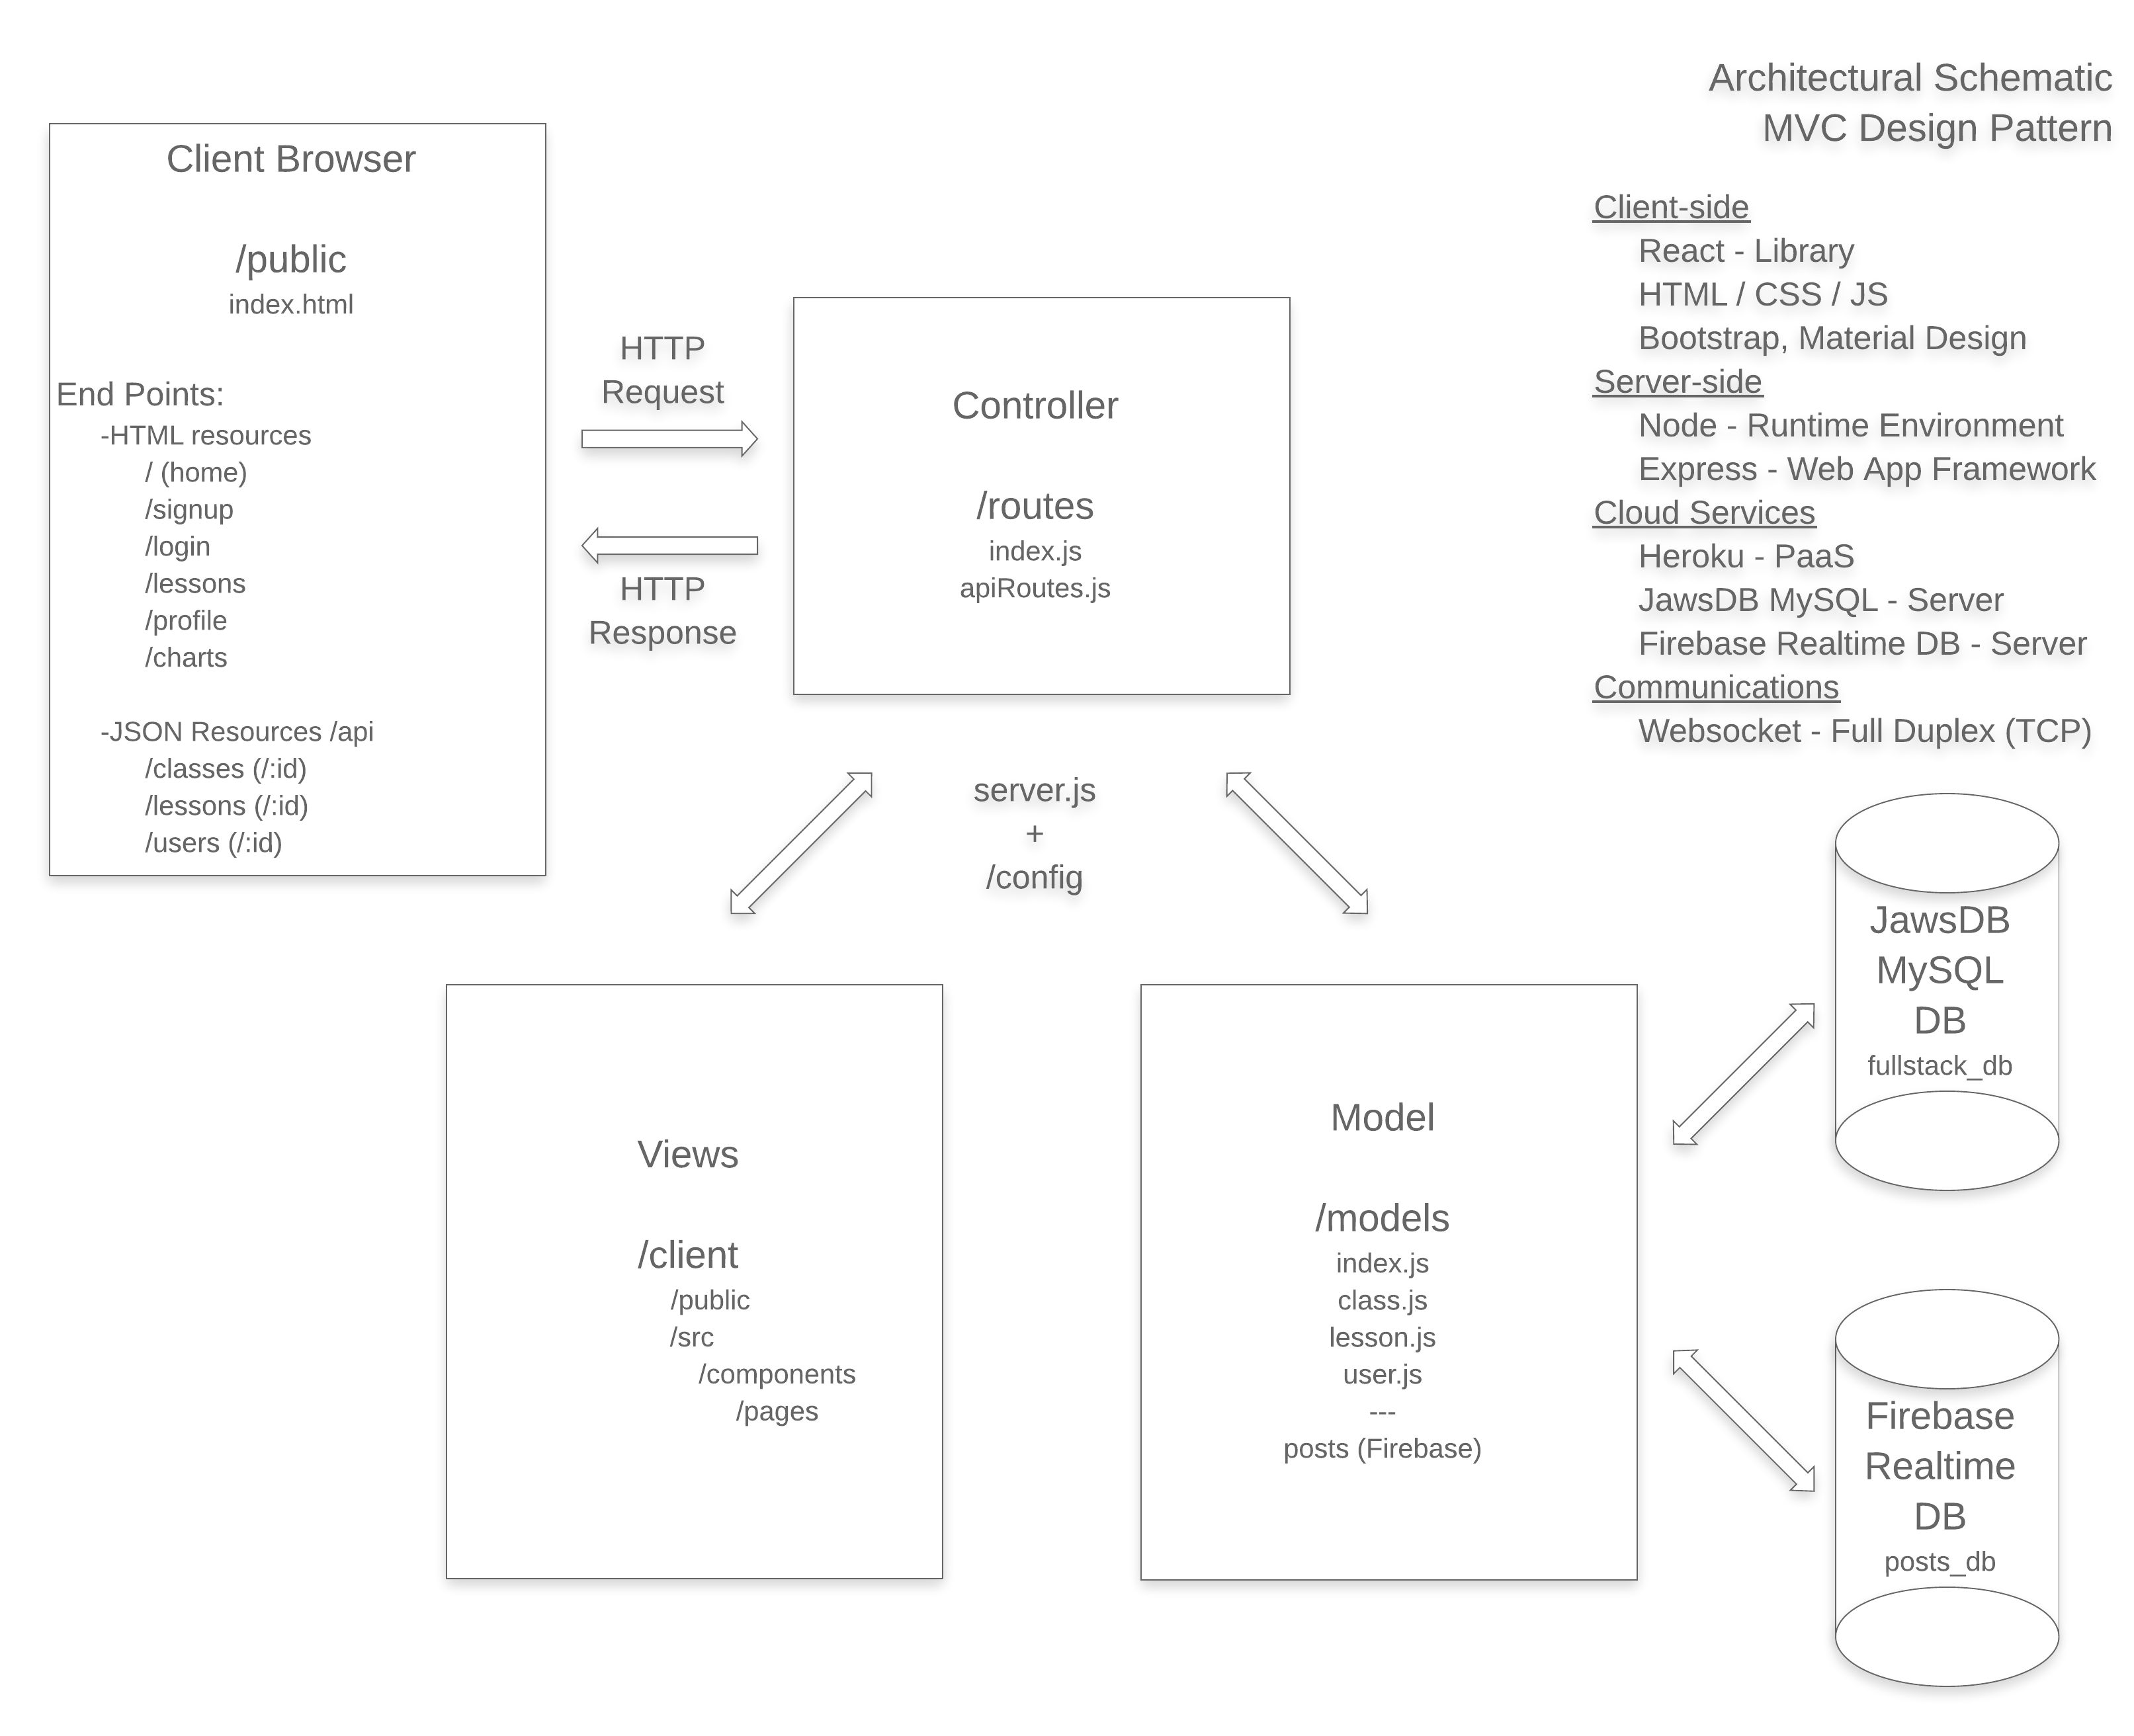 Architectural Schematic
MVC Design Pattern
Client Browser
/public
index.html
End Points:
-HTML resources
/ (home)
/signup
/login
/lessons
/profile
/charts
-JSON Resources /api
/classes (/:id)
/lessons (/:id)
/users (/:id)
HTTP
Request
HTTP
Response
Controller
/routes
index.js
apiRoutes.js
Client-side
React - Library
HTML / CSS / JS
Bootstrap, Material Design
Server-side
Node - Runtime Environment
Express - Web App Framework
Cloud Services
Heroku - PaaS
JawsDB MySQL - Server
Firebase Realtime DB - Server
Communications
Websocket - Full Duplex (TCP)
server.js
+
/config
Views
/client
/public
/src
/components
/pages
Model
/models
index.js
class.js
lesson.js
user.js
---
posts (Firebase)
JawsDB
MySQL
DB
fullstack_db
Firebase
Realtime
DB
posts_db